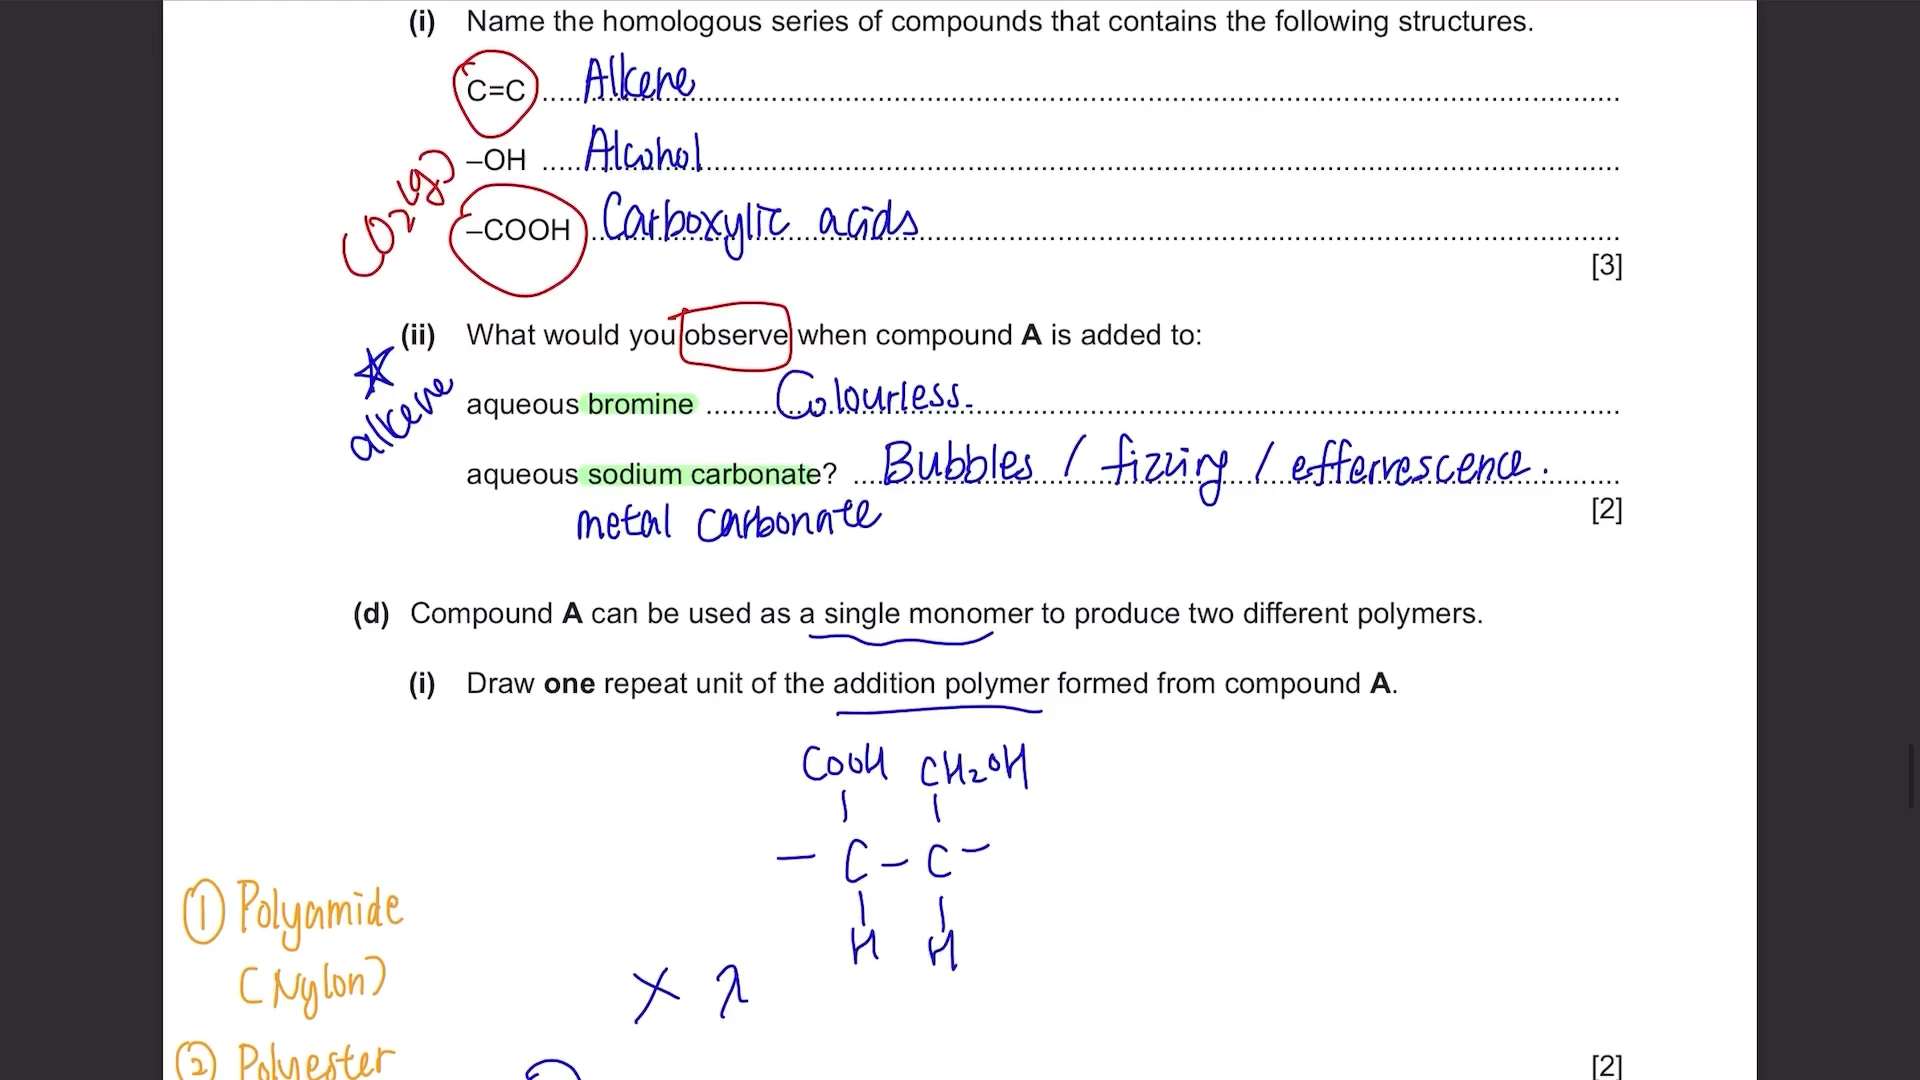 (i) Name the homologous series of compounds that contains the following structures.
C=C ..... Alkene
–OH ..... Alcohol
CO2(g)
–COOH ..... Carboxylic acids
[3]
(ii) What would you observe when compound A is added to:
alkene
aqueous bromine ..... Colourless.
aqueous sodium carbonate? ..... Bubbles / fizzing / effervescence.
[2]
metal carbonate
(d) Compound A can be used as a single monomer to produce two different polymers.
(i) Draw one repeat unit of the addition polymer formed from compound A.
COOH CH2OH
– C – C –
H H
① Polyamide
(Nylon)
② Polyester
[2]